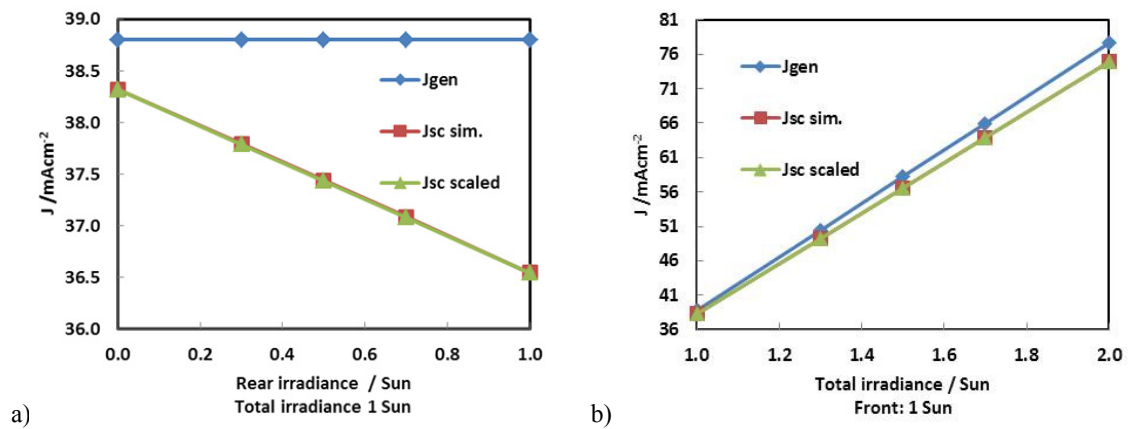 39.0
38.5
38.0
37.5
37.0
36.5
36.0
J /mAcm-2
Jgen
Jsc sim.
Jsc scaled
0.0 0.2 0.4 0.6 0.8 1.0
Rear irradiance / Sun
Total irradiance 1 Sun
a)
81
76
71
66
61
56
51
46
41
36
J /mAcm-2
Jgen
Jsc sim.
Jsc scaled
1.0 1.2 1.4 1.6 1.8 2.0
Total irradiance / Sun
Front: 1 Sun
b)